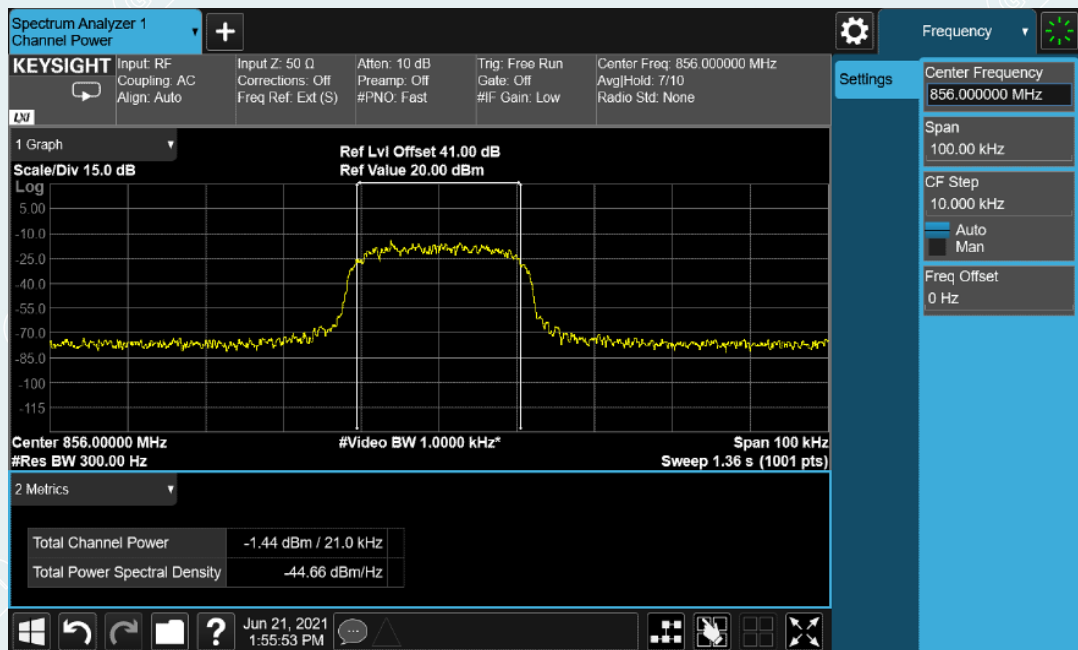 Spectrum Analyzer 1
Channel Power
Frequency
KEYSIGHT
LXI
Input: RF
Coupling: AC
Align: Auto
Input Z: 50 Ω
Corrections: Off
Freq Ref: Ext (S)
Atten: 10 dB
Preamp: Off
#PNO: Fast
Trig: Free Run
Gate: Off
#IF Gain: Low
Center Freq: 856.000000 MHz
Avg|Hold: 7/10
Radio Std: None
Settings
Center Frequency
856.000000 MHz
Span
100.00 kHz
CF Step
10.000 kHz
Auto
Man
Freq Offset
0 Hz
1 Graph
Scale/Div 15.0 dB
Ref Lvl Offset 41.00 dB
Ref Value 20.00 dBm
Log
5.00
-10.0
-25.0
-40.0
-55.0
-70.0
-85.0
-100
-115
Center 856.00000 MHz
#Video BW 1.0000 kHz*
Span 100 kHz
#Res BW 300.00 Hz
Sweep 1.36 s (1001 pts)
2 Metrics
Total Channel Power -1.44 dBm / 21.0 kHz
Total Power Spectral Density -44.66 dBm/Hz
?
Jun 21, 2021
1:55:53 PM